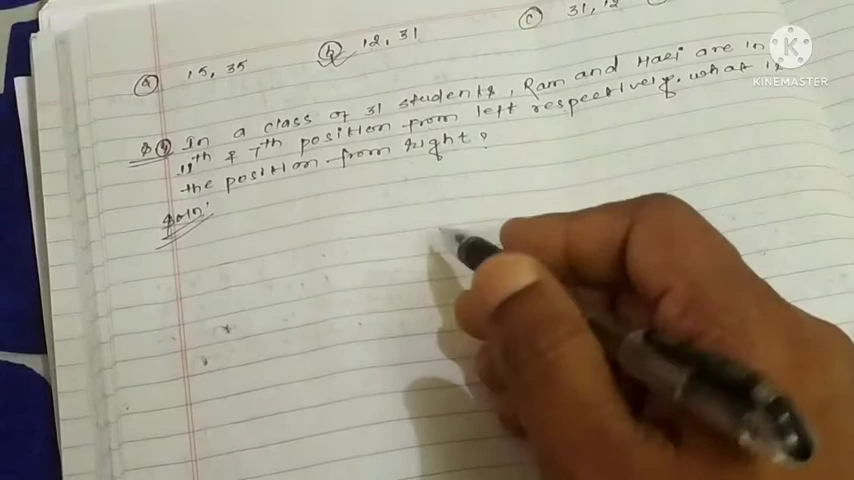 (a) 15, 35 (b) 12, 31 (c) 31, 12
KINEMASTER
Q (4) In a class of 31 students, Ram and Hari are in
11th & 7th position from left respectively. what is
the position from right?
Soln: